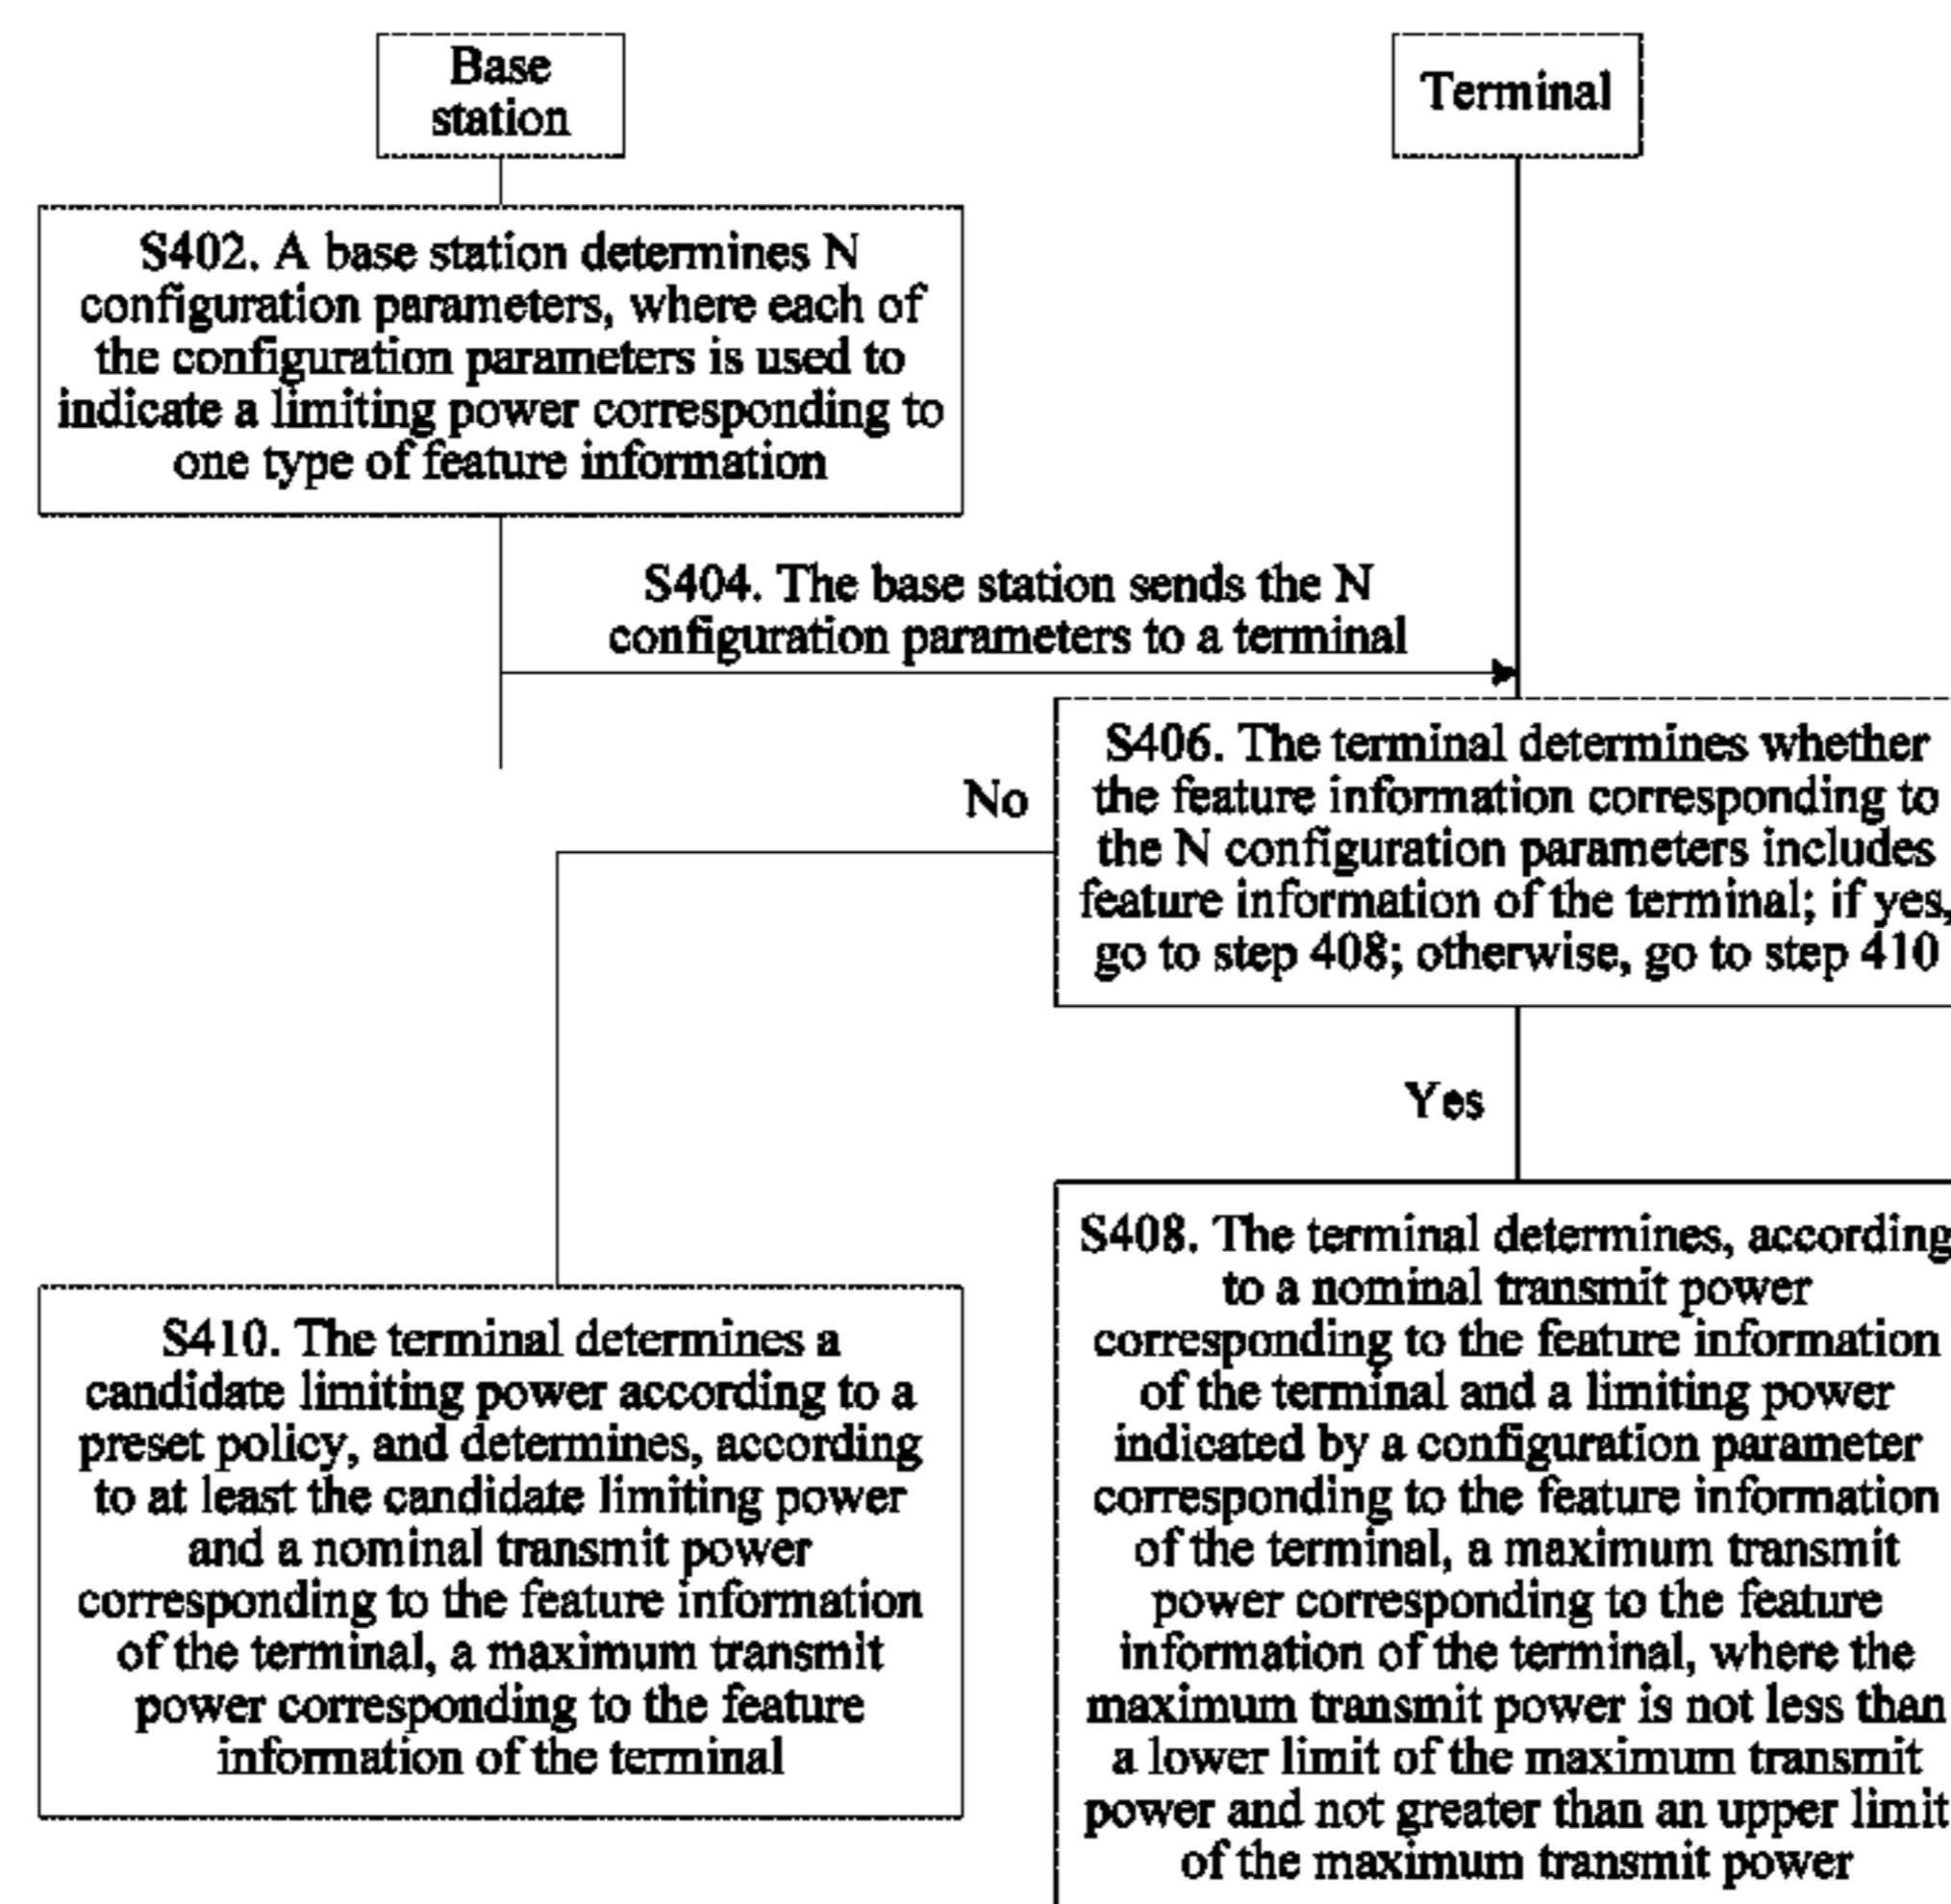 Base
station
Terminal
S402. A base station determines N
configuration parameters, where each of
the configuration parameters is used to
indicate a limiting power corresponding to
one type of feature information
S404. The base station sends the N
configuration parameters to a terminal
No
S406. The terminal determines whether
the feature information corresponding to
the N configuration parameters includes
feature information of the terminal; if yes,
go to step 408; otherwise, go to step 410
Yes
S410. The terminal determines a
candidate limiting power according to a
preset policy, and determines, according
to at least the candidate limiting power
and a nominal transmit power
corresponding to the feature information
of the terminal, a maximum transmit
power corresponding to the feature
information of the terminal
S408. The terminal determines, according
to a nominal transmit power
corresponding to the feature information
of the terminal and a limiting power
indicated by a configuration parameter
corresponding to the feature information
of the terminal, a maximum transmit
power corresponding to the feature
information of the terminal, where the
maximum transmit power is not less than
a lower limit of the maximum transmit
power and not greater than an upper limit
of the maximum transmit power